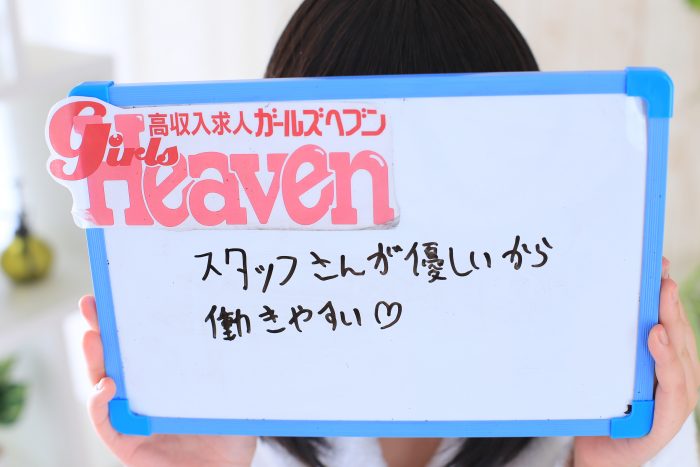 高収入求人ガールズヘブン
Girls
Heaven
スタッフさんが優しいから
働きやすい♡